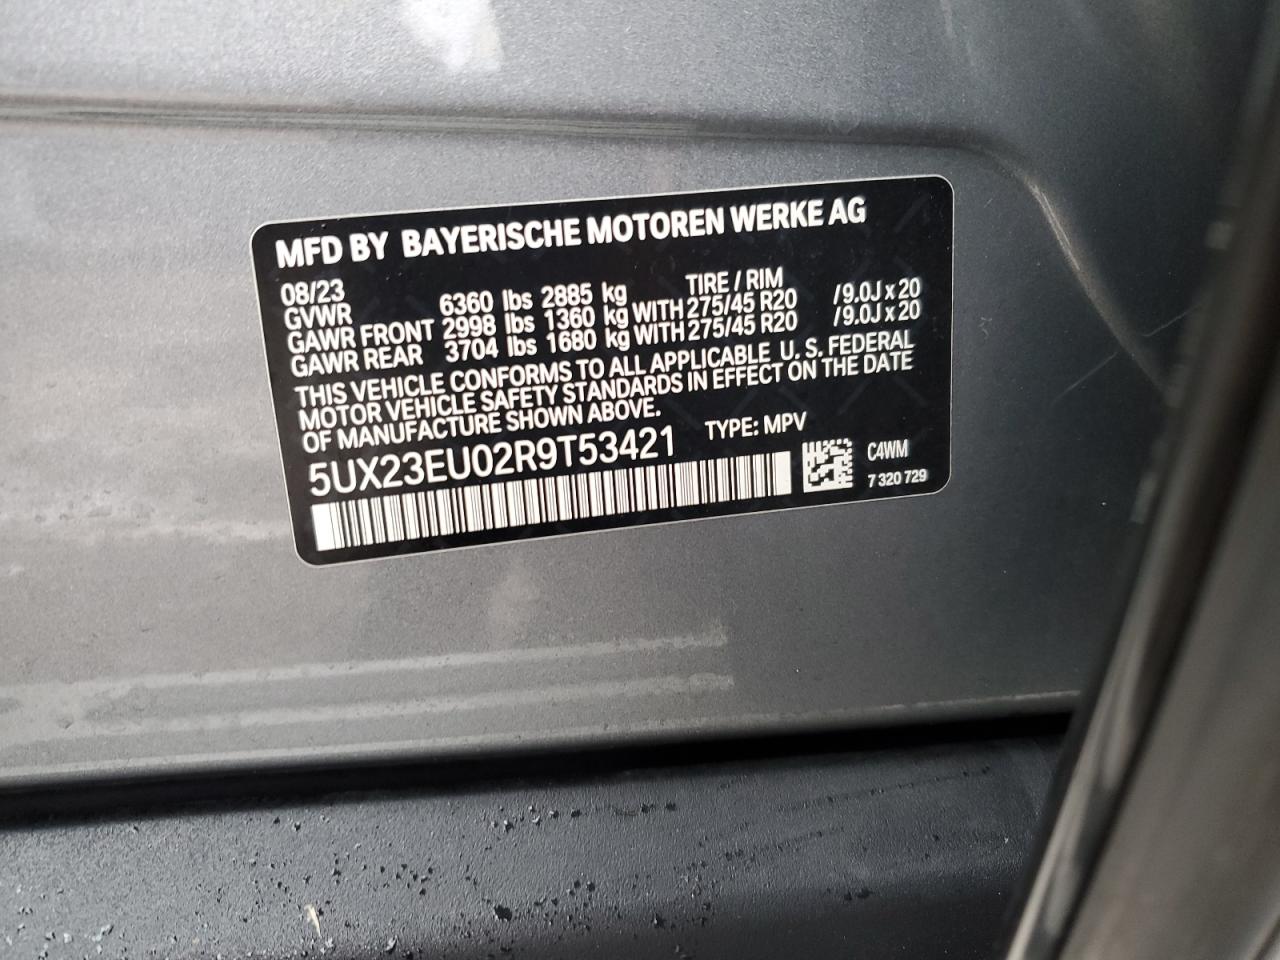 MFD BY BAYERISCHE MOTOREN WERKE AG
08/23 TIRE / RIM
GVWR 6360 lbs 2885 kg
GAWR FRONT 2998 lbs 1360 kg WITH 275/45 R20 /9.0J x 20
GAWR REAR 3704 lbs 1680 kg WITH 275/45 R20 /9.0J x 20
THIS VEHICLE CONFORMS TO ALL APPLICABLE U. S. FEDERAL
MOTOR VEHICLE SAFETY STANDARDS IN EFFECT ON THE DATE
OF MANUFACTURE SHOWN ABOVE.
5UX23EU02R9T53421 TYPE: MPV
C4WM
7 320 729